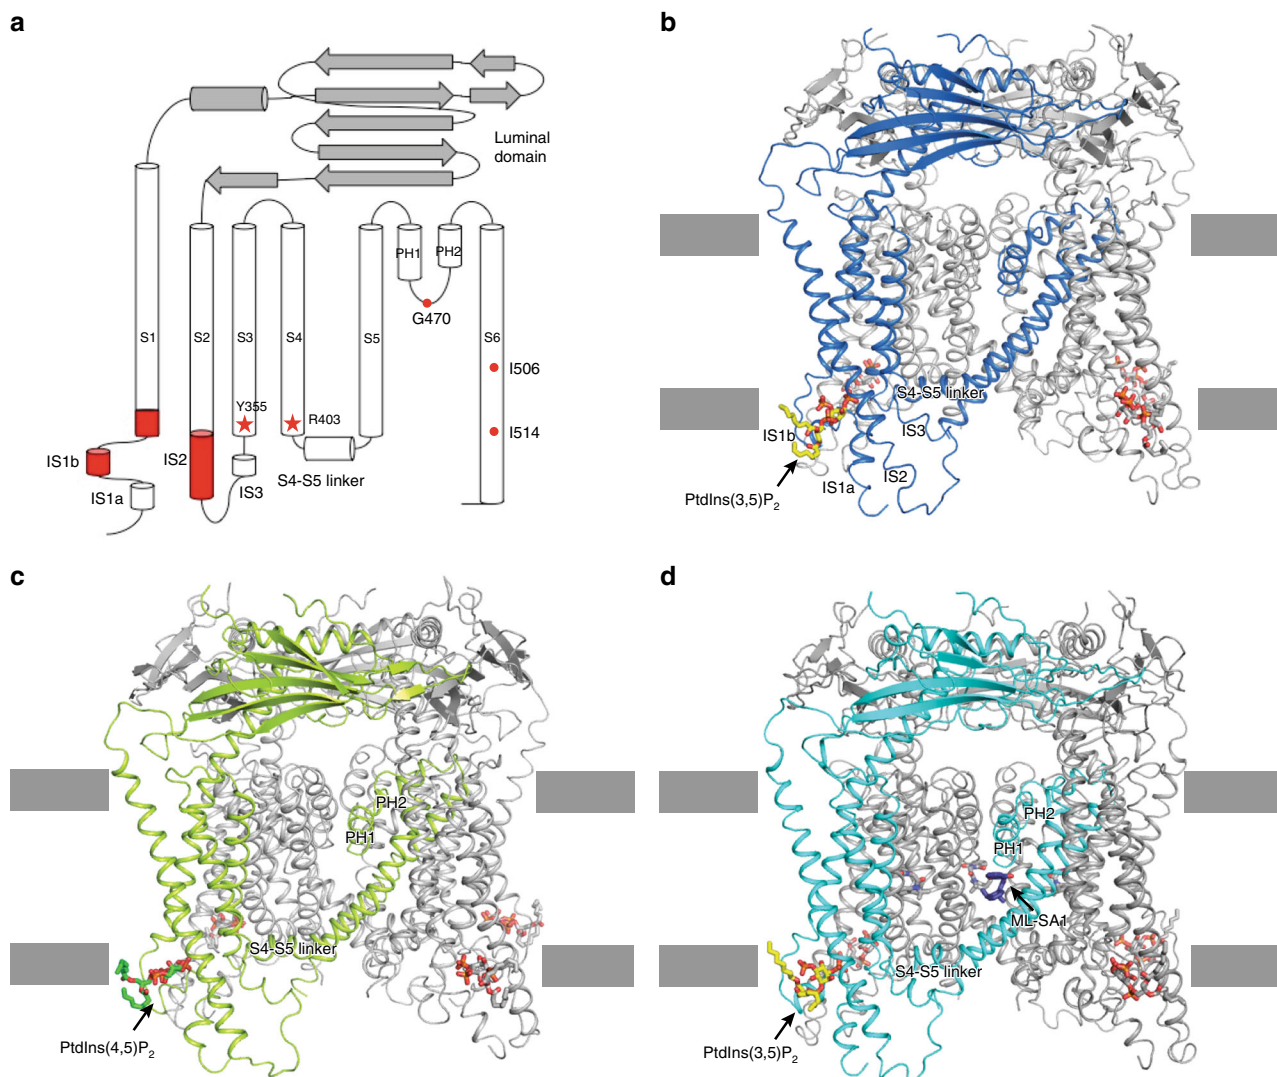 a
Luminal
domain
PH1
PH2
G470
S1
S2
S3
S4
S5
S6
I506
Y355
R403
I514
IS1b
IS2
IS1a
IS3
S4-S5 linker
b
S4-S5 linker
IS1b
IS3
IS2
IS1a
PtdIns(3,5)P2
c
PH2
PH1
S4-S5 linker
PtdIns(4,5)P2
d
PH2
PH1
ML-SA1
S4-S5 linker
PtdIns(3,5)P2